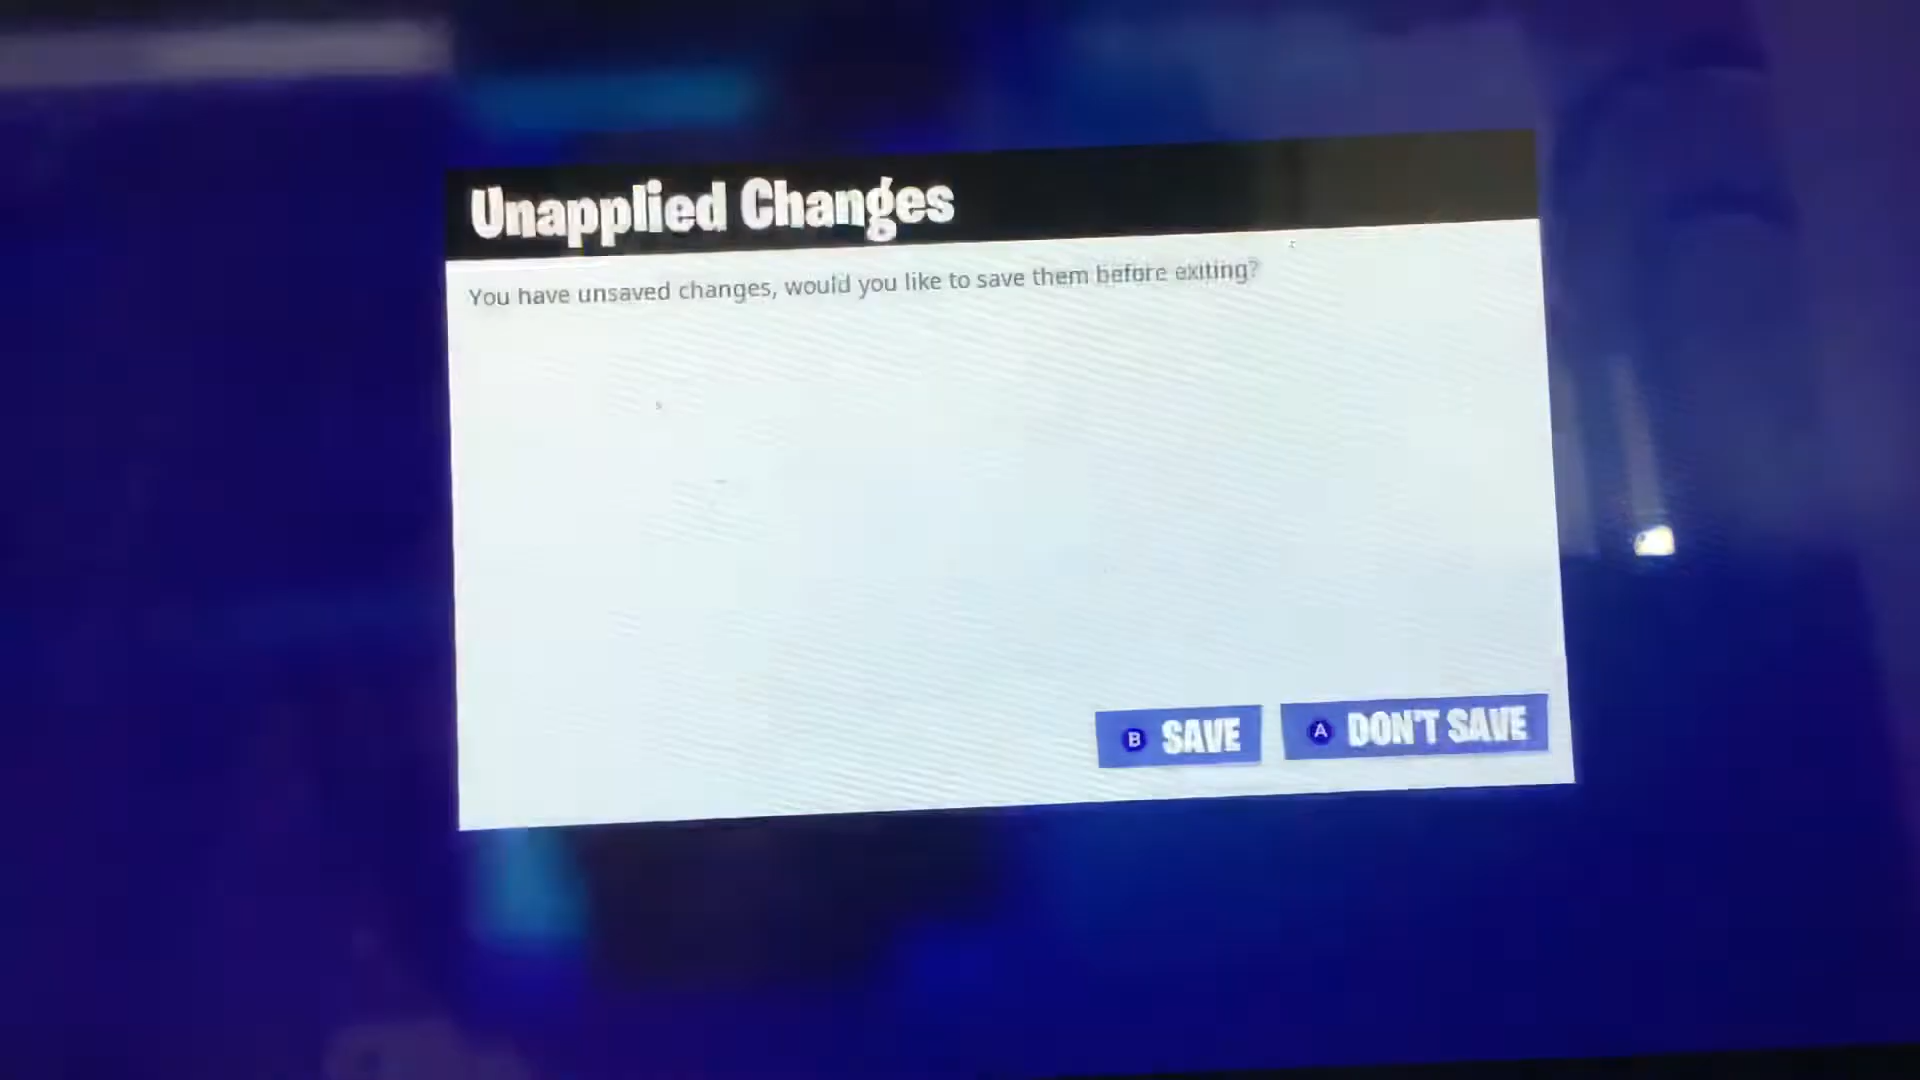 Unapplied Changes
You have unsaved changes, would you like to save them before exiting?
B SAVE
A DON'T SAVE